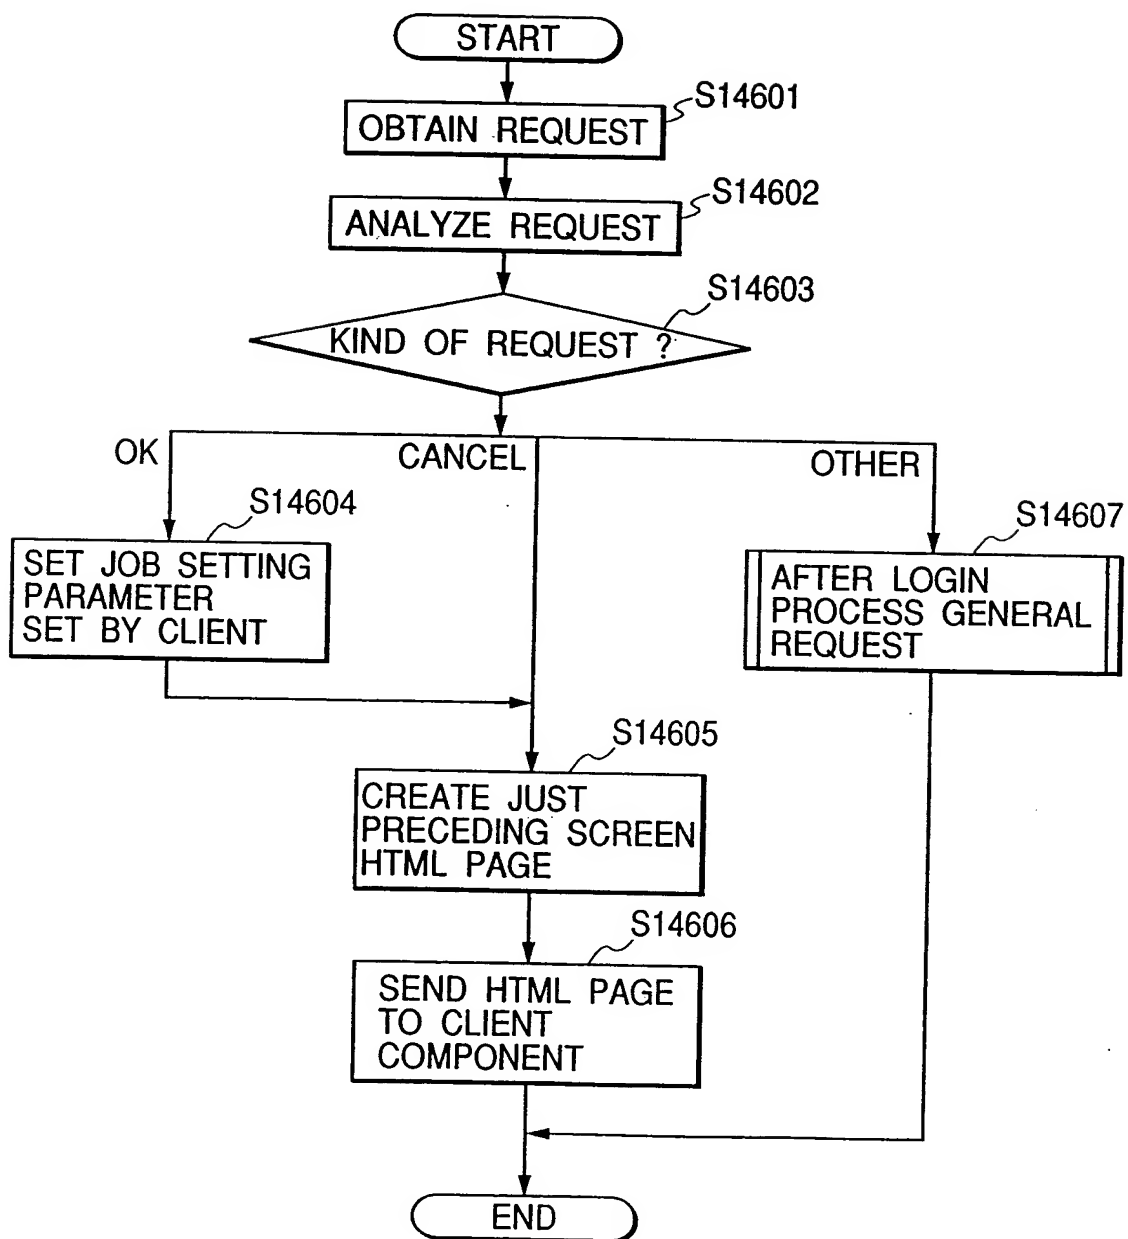 START
S14601
OBTAIN REQUEST
S14602
ANALYZE REQUEST
S14603
KIND OF REQUEST ?
OK
CANCEL
OTHER
S14604
SET JOB SETTING
PARAMETER
SET BY CLIENT
S14607
AFTER LOGIN
PROCESS GENERAL
REQUEST
S14605
CREATE JUST
PRECEDING SCREEN
HTML PAGE
S14606
SEND HTML PAGE
TO CLIENT
COMPONENT
END